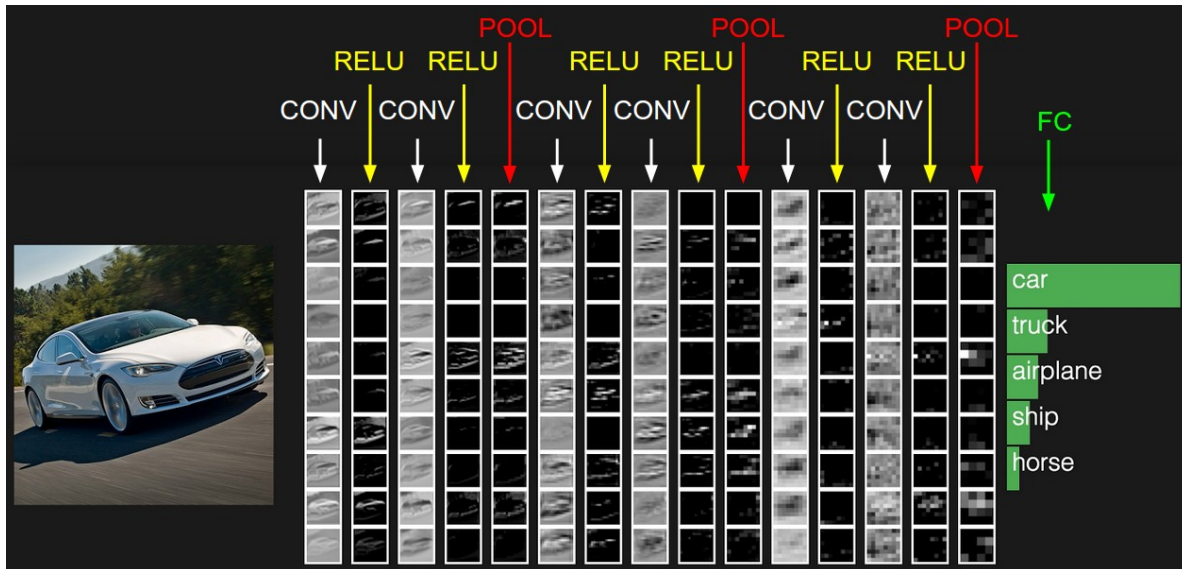 POOL POOL POOL
RELU RELU RELU RELU RELU RELU
CONV CONV CONV CONV CONV CONV
FC
car
truck
airplane
ship
horse